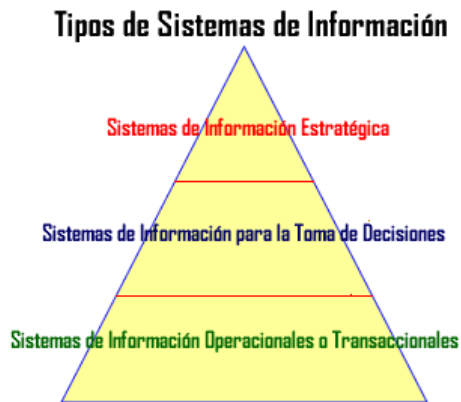 Tipos de Sistemas de Información
Sistemas de Información Estratégica
Sistemas de Información para la Toma de Decisiones
Sistemas de Información Operacionales o Transaccionales